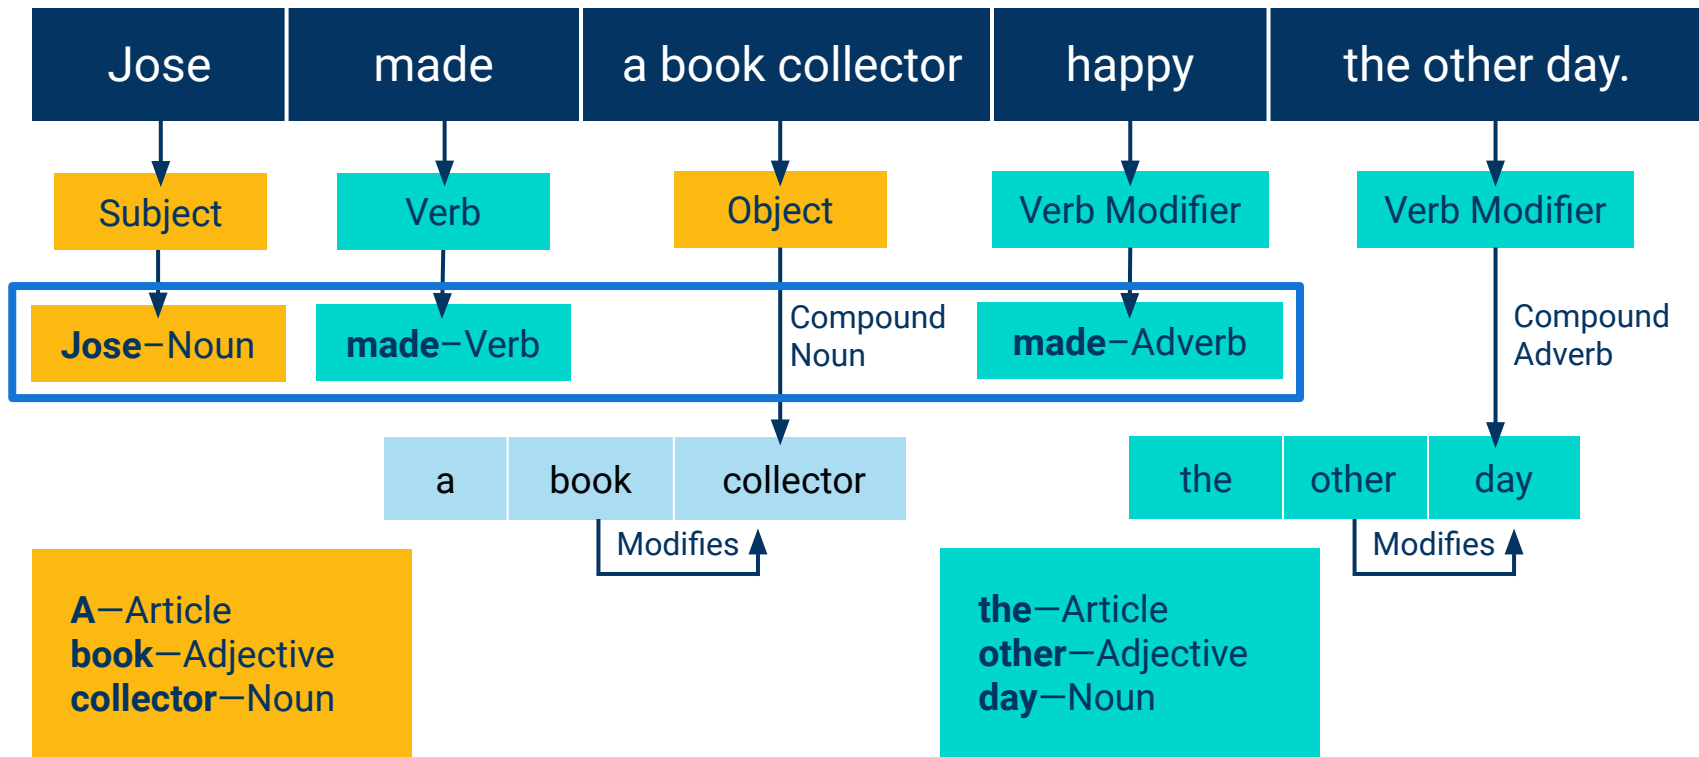 Jose made a book collector happy the other day.
Subject Verb Object Verb Modifier Verb Modifier
Jose–Noun made–Verb Compound Noun made–Adverb Compound Adverb
a book collector
Modifies
the other day
Modifies
A—Article
book—Adjective
collector—Noun
the—Article
other—Adjective
day—Noun